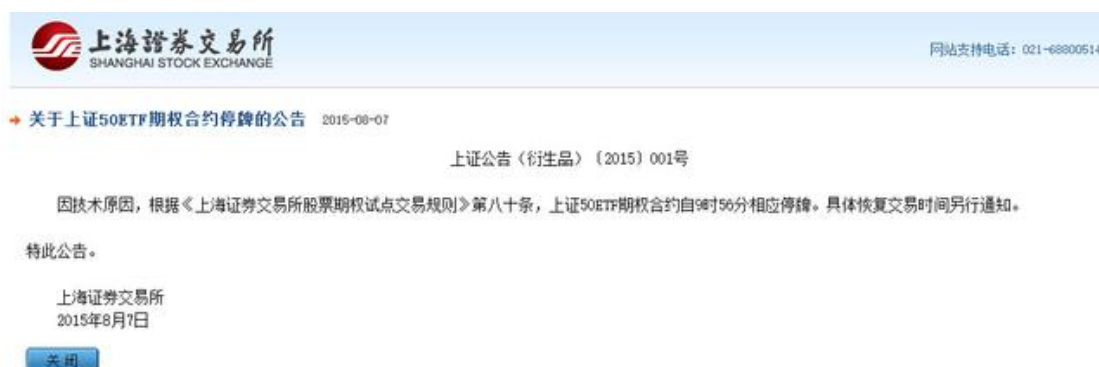 上海證券交易所
SHANGHAI STOCK EXCHANGE
网站支持电话：021-68800514
关于上证50ETF期权合约停牌的公告 2015-08-07
上证公告（衍生品）〔2015〕001号
因技术原因，根据《上海证券交易所股票期权试点交易规则》第八十条，上证50ETF期权合约自9时56分相应停牌。具体恢复交易时间另行通知。
特此公告。
上海证券交易所
2015年8月7日
关闭